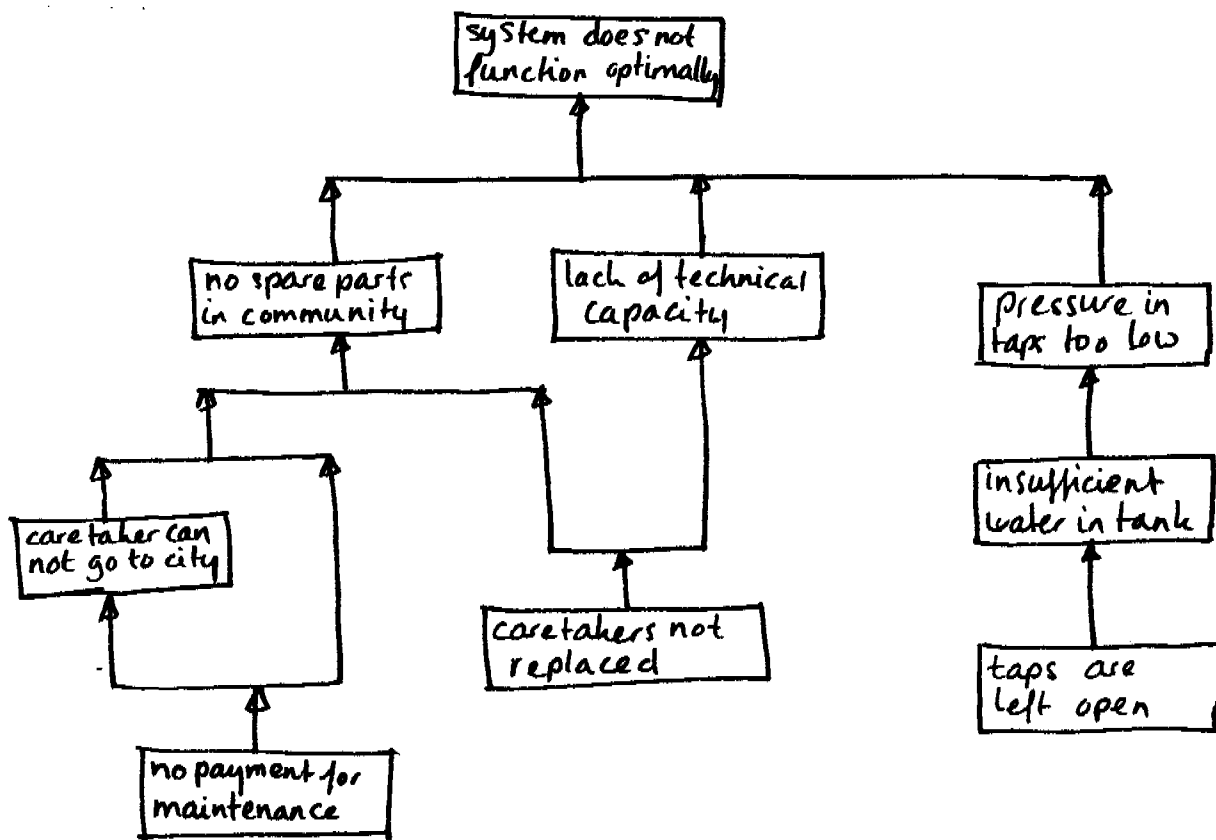 system does not
function optimally
no spare parts
in community
lack of technical
capacity
pressure in
taps too low
caretaker can
not go to city
insufficient
water in tank
caretakers not
replaced
taps are
left open
no payment for
maintenance